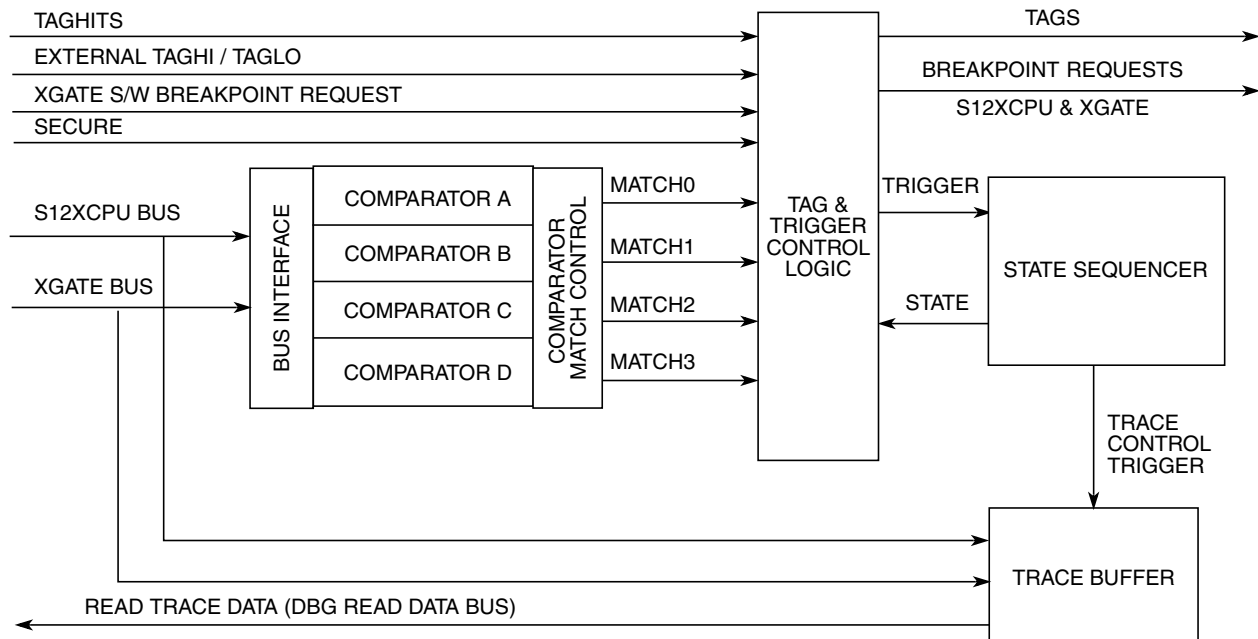 TAGHITS
TAGS
EXTERNAL TAGHI / TAGLO
BREAKPOINT REQUESTS
XGATE S/W BREAKPOINT REQUEST
S12XCPU & XGATE
SECURE
S12XCPU BUS
XGATE BUS
BUS INTERFACE
COMPARATOR A
COMPARATOR B
COMPARATOR C
COMPARATOR D
COMPARATOR
MATCH CONTROL
MATCH0
MATCH1
MATCH2
MATCH3
TAG &
TRIGGER
CONTROL
LOGIC
TRIGGER
STATE
STATE SEQUENCER
TRACE
CONTROL
TRIGGER
TRACE BUFFER
READ TRACE DATA (DBG READ DATA BUS)